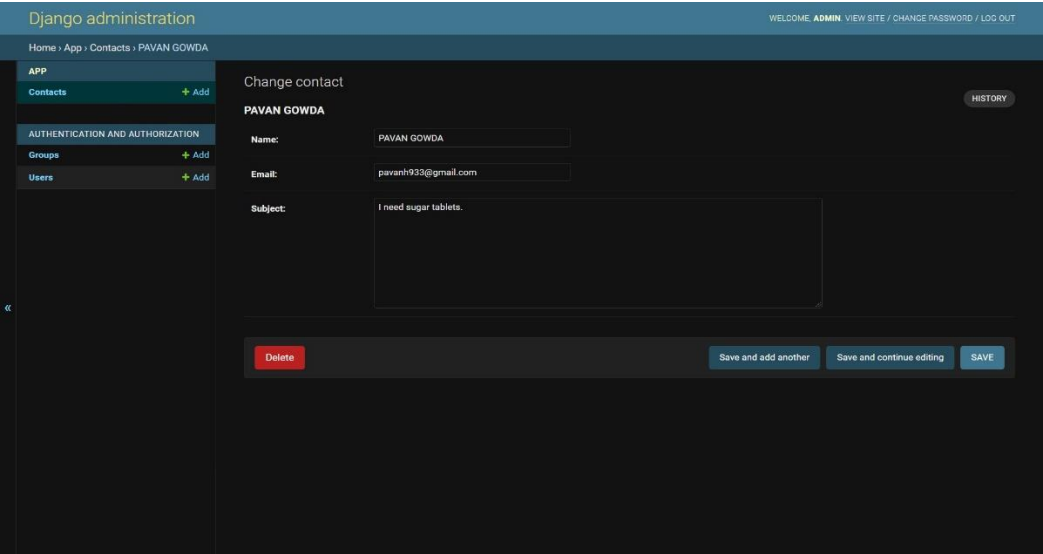 Django administration
WELCOME, ADMIN. VIEW SITE / CHANGE PASSWORD / LOG OUT
Home › App › Contacts › PAVAN GOWDA
APP
Contacts + Add
AUTHENTICATION AND AUTHORIZATION
Groups + Add
Users + Add
«
Change contact
HISTORY
PAVAN GOWDA
Name: PAVAN GOWDA
Email: pavanh933@gmail.com
Subject: I need sugar tablets.
Delete Save and add another Save and continue editing SAVE